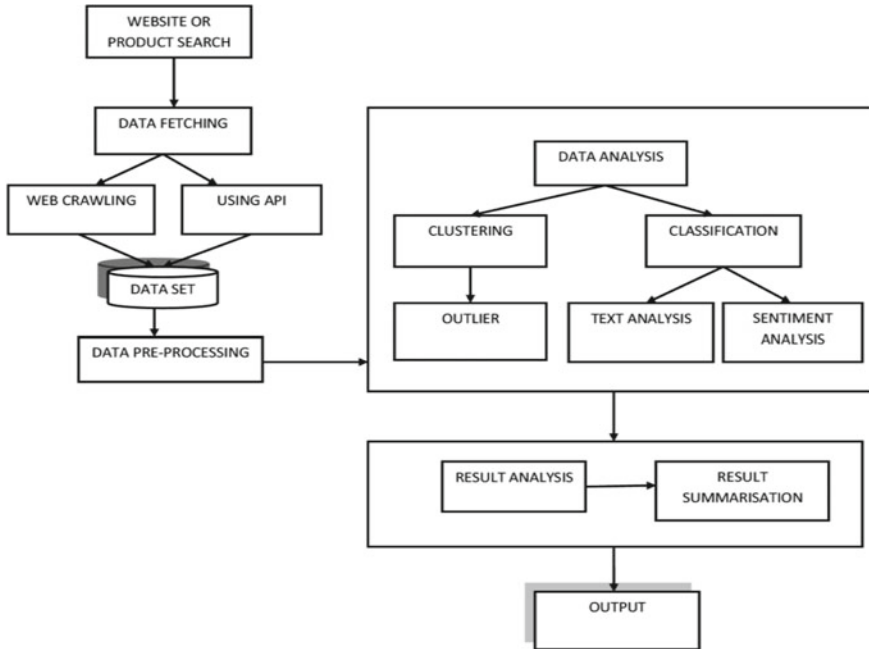 WEBSITE OR
PRODUCT SEARCH
DATA FETCHING
WEB CRAWLING
USING API
DATA SET
DATA PRE-PROCESSING
DATA ANALYSIS
CLUSTERING
CLASSIFICATION
OUTLIER
TEXT ANALYSIS
SENTIMENT
ANALYSIS
RESULT ANALYSIS
RESULT
SUMMARISATION
OUTPUT